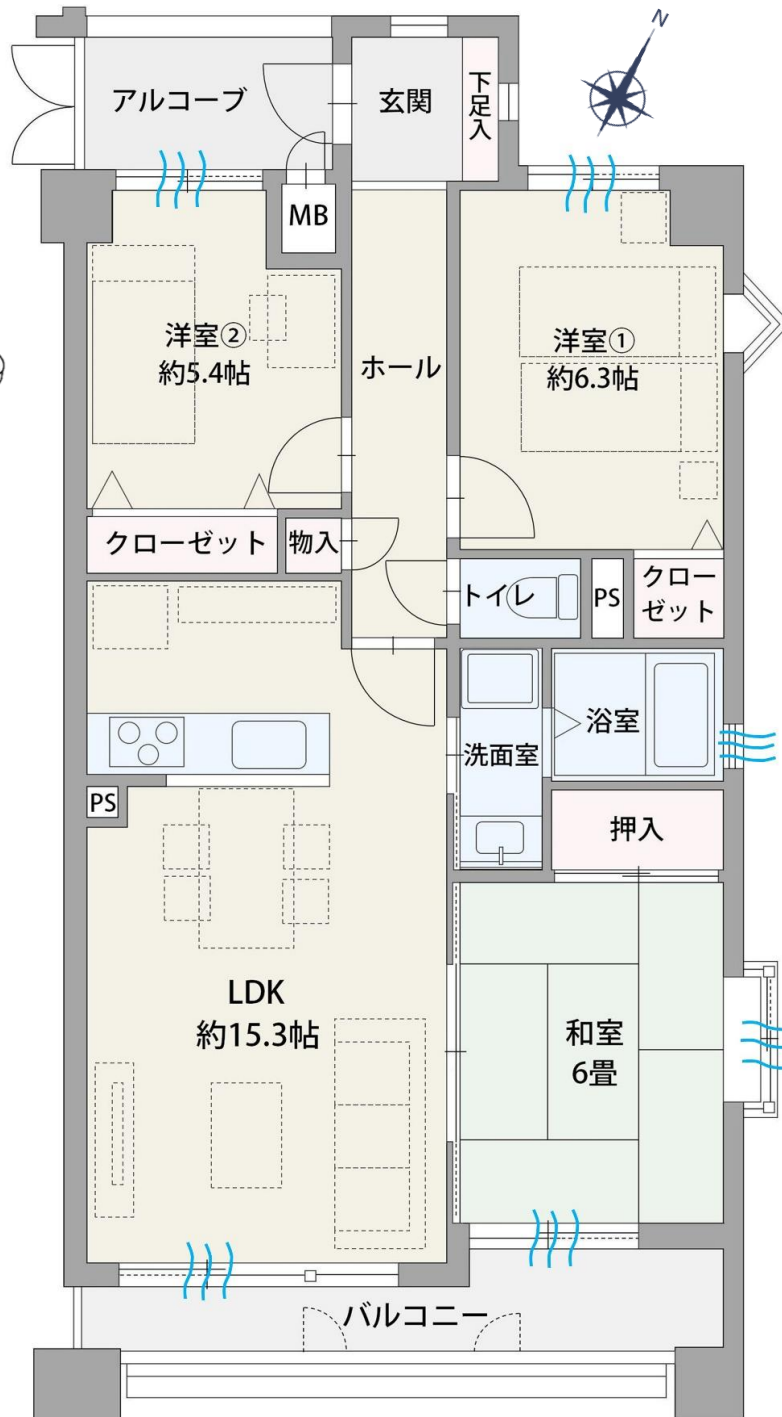 N
アルコーブ
玄関
下足入
MB
洋室②
約5.4帖
ホール
洋室①
約6.3帖
クローゼット
物入
トイレ
PS
クロー
ゼット
洗面室
浴室
PS
押入
LDK
約15.3帖
和室
6畳
バルコニー